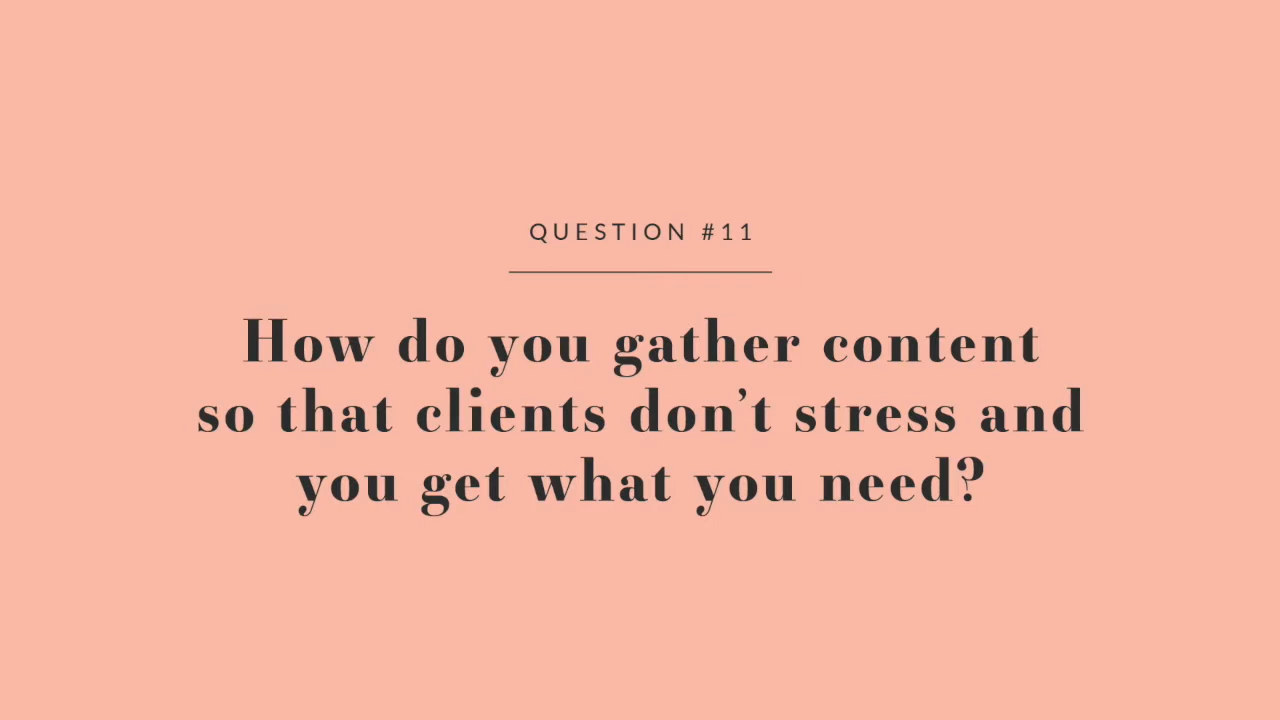 QUESTION #11
How do you gather content
so that clients don’t stress and
you get what you need?